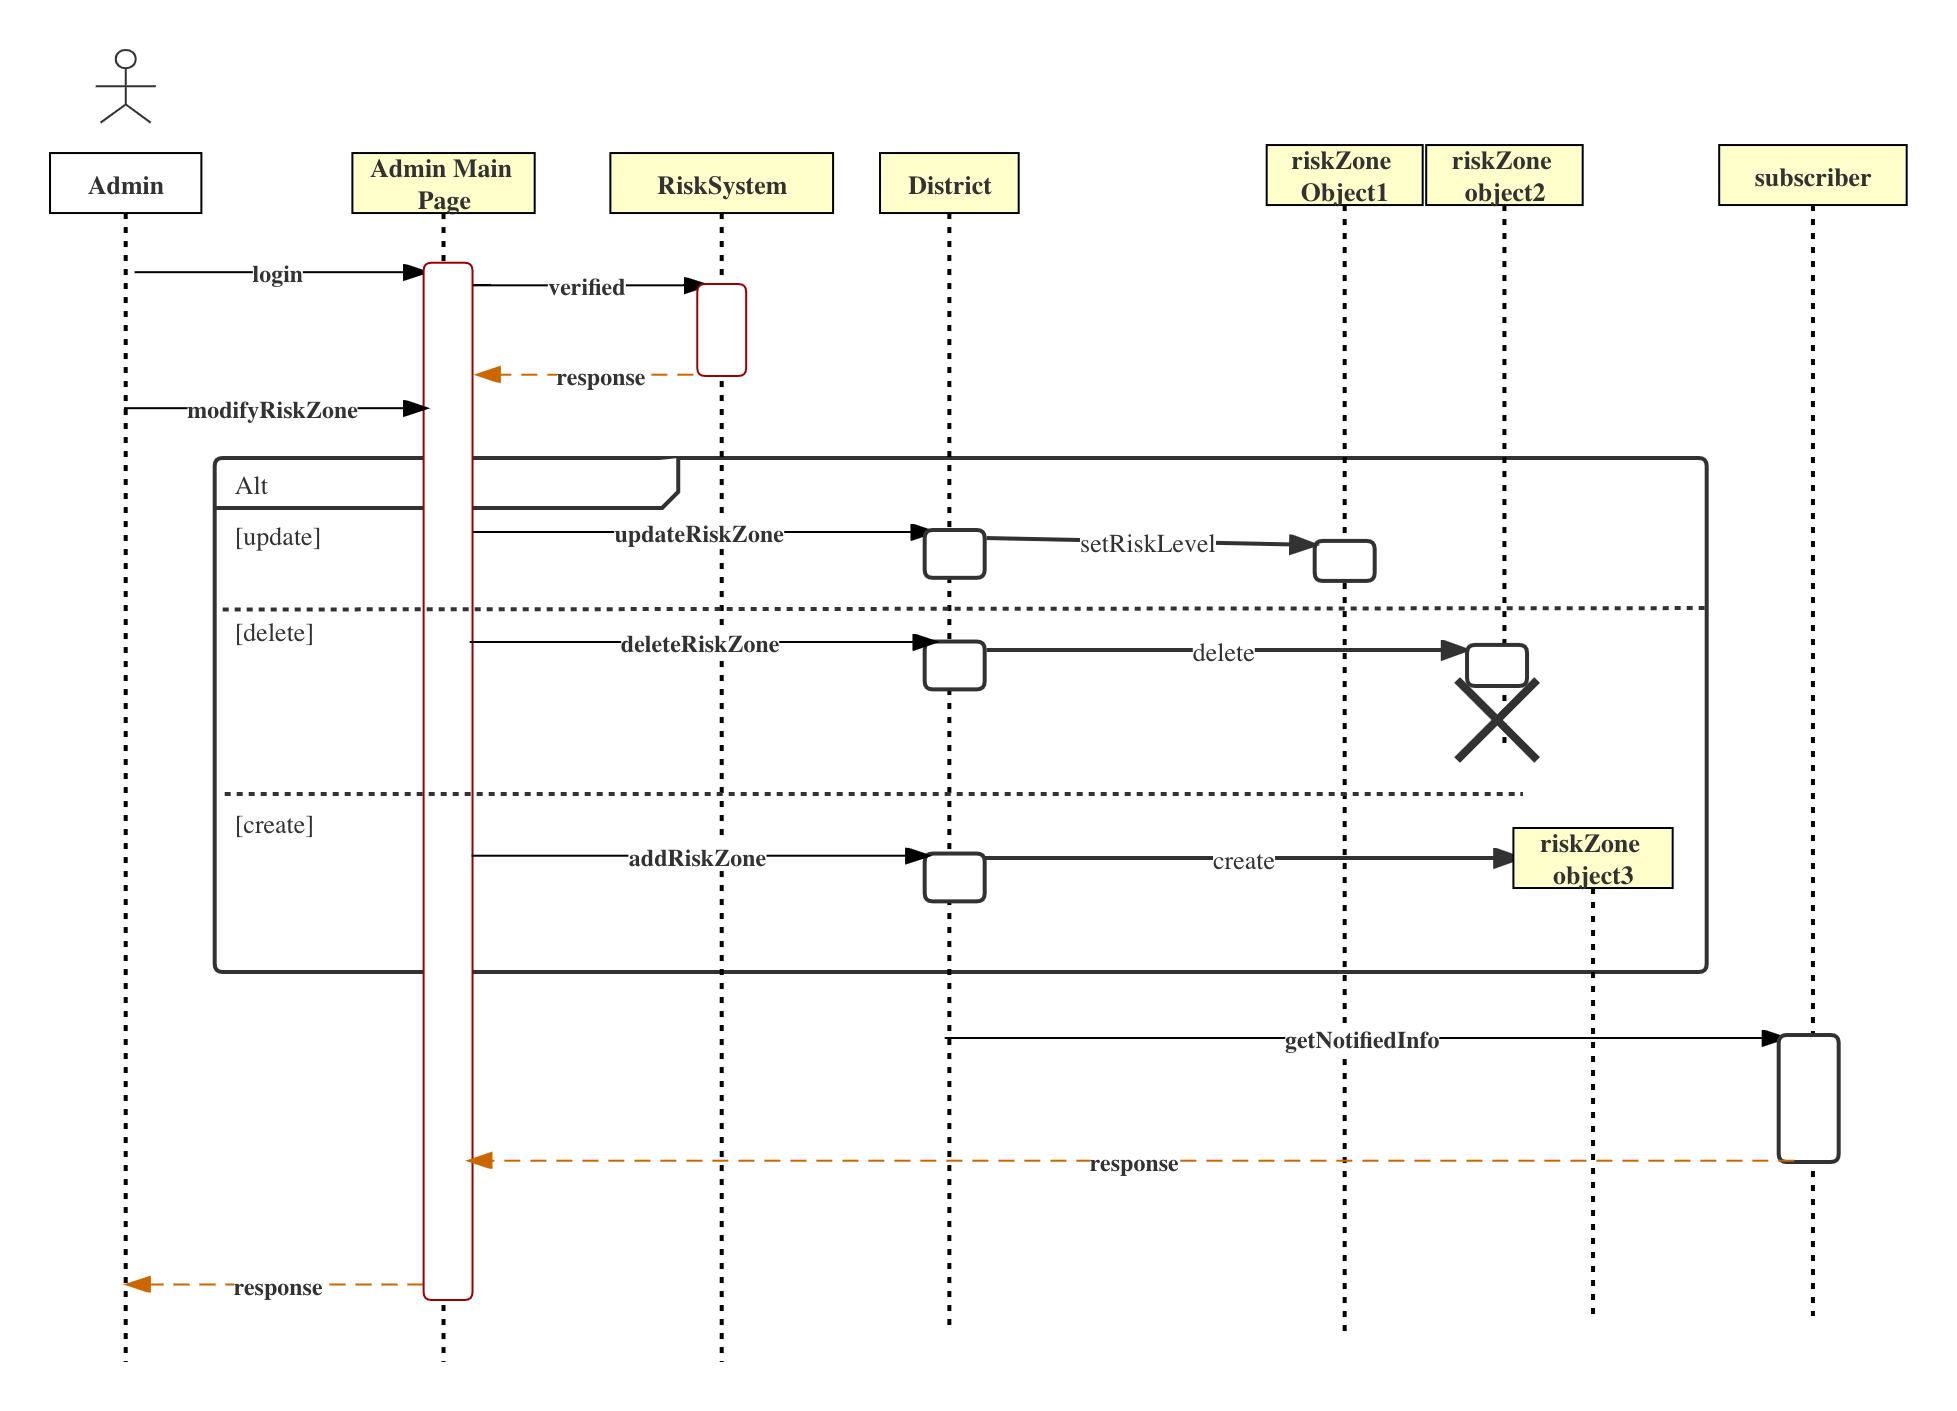 Admin
Admin Main
Page
RiskSystem
District
riskZone
Object1
riskZone
object2
subscriber
login
verified
response
modifyRiskZone
Alt
[update]
updateRiskZone
setRiskLevel
[delete]
deleteRiskZone
delete
[create]
addRiskZone
create
riskZone
object3
getNotifiedInfo
response
response